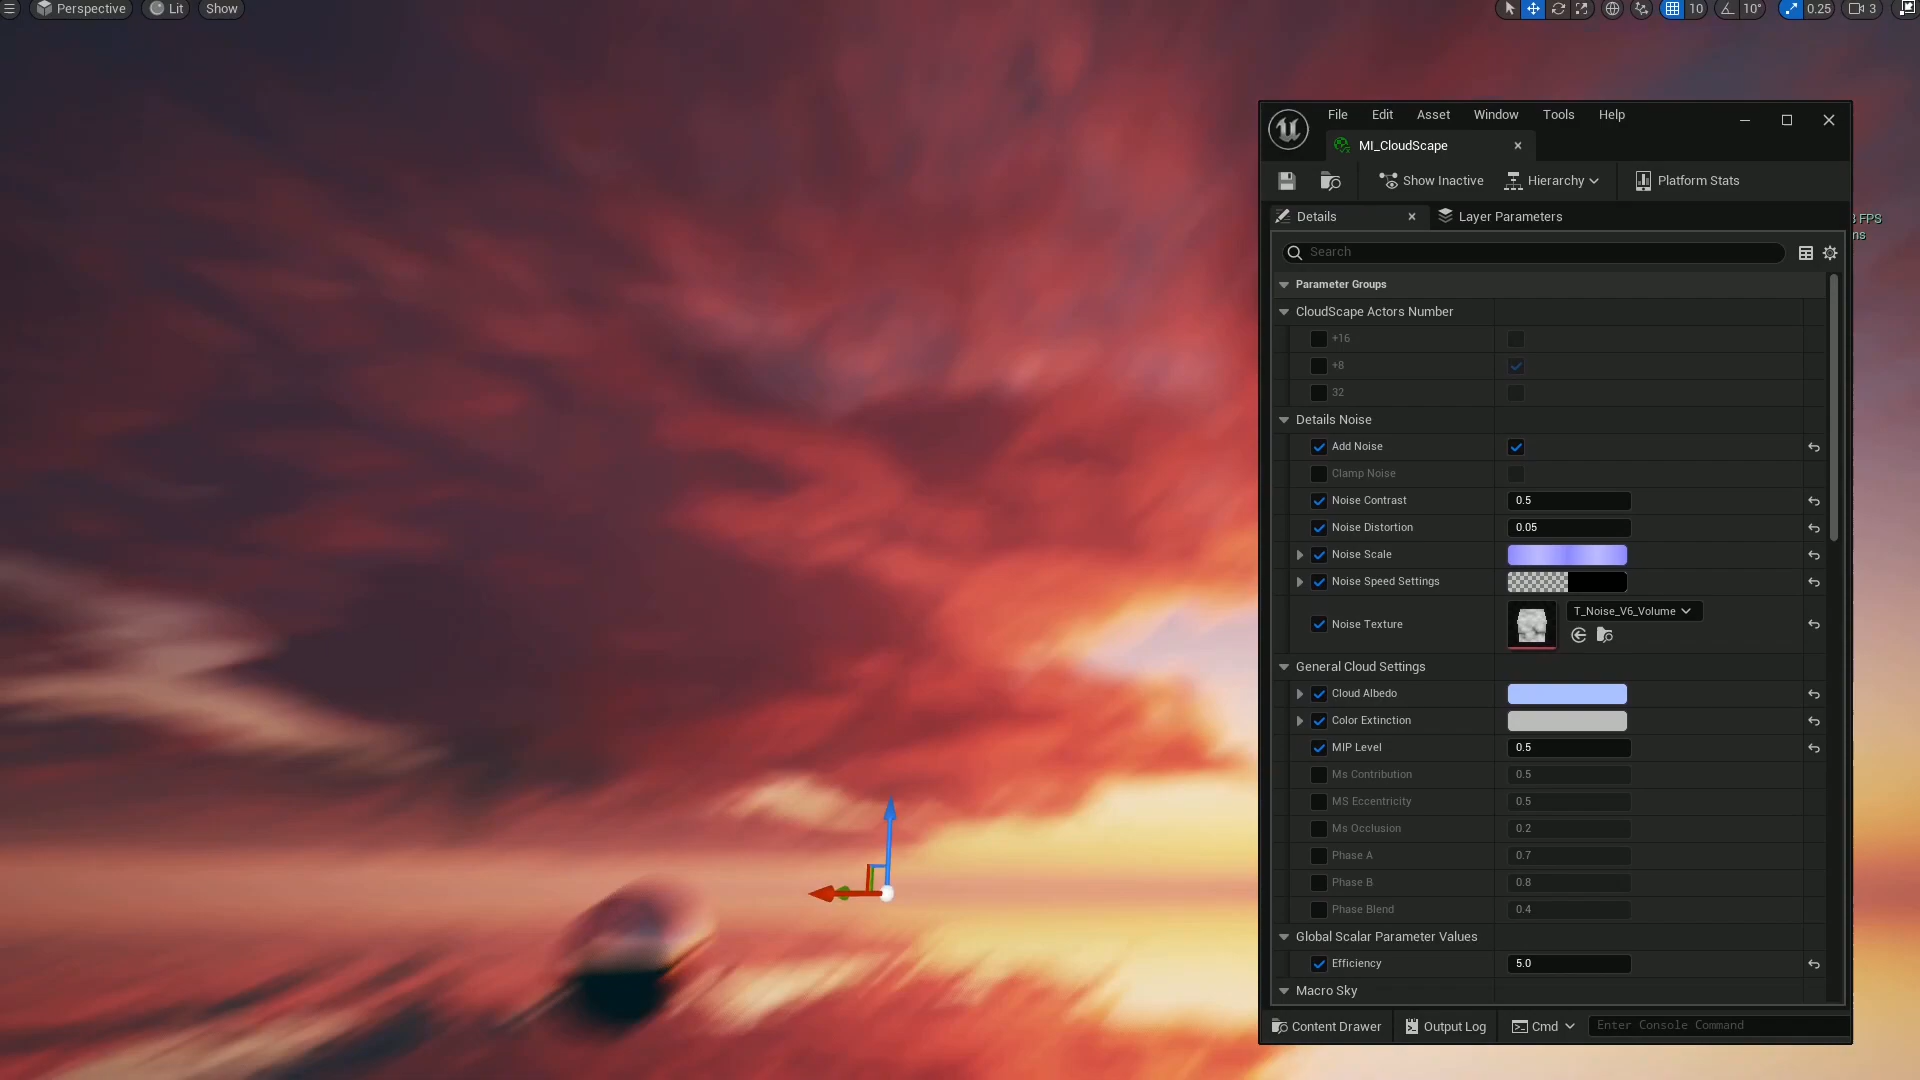 Perspective
Lit
Show
10
10°
0.25
3
File
Edit
Asset
Window
Tools
Help
MI_CloudScape
Show Inactive
Hierarchy
Platform Stats
Details
Layer Parameters
FPS
ms
Search
Parameter Groups
CloudScape Actors Number
+16
+8
32
Details Noise
Add Noise
Clamp Noise
Noise Contrast
0.5
Noise Distortion
0.05
Noise Scale
Noise Speed Settings
Noise Texture
T_Noise_V6_Volume
General Cloud Settings
Cloud Albedo
Color Extinction
MIP Level
0.5
Ms Contribution
0.5
MS Eccentricity
0.5
Ms Occlusion
0.2
Phase A
0.7
Phase B
0.8
Phase Blend
0.4
Global Scalar Parameter Values
Efficiency
5.0
Macro Sky
Content Drawer
Output Log
Cmd
Enter Console Command